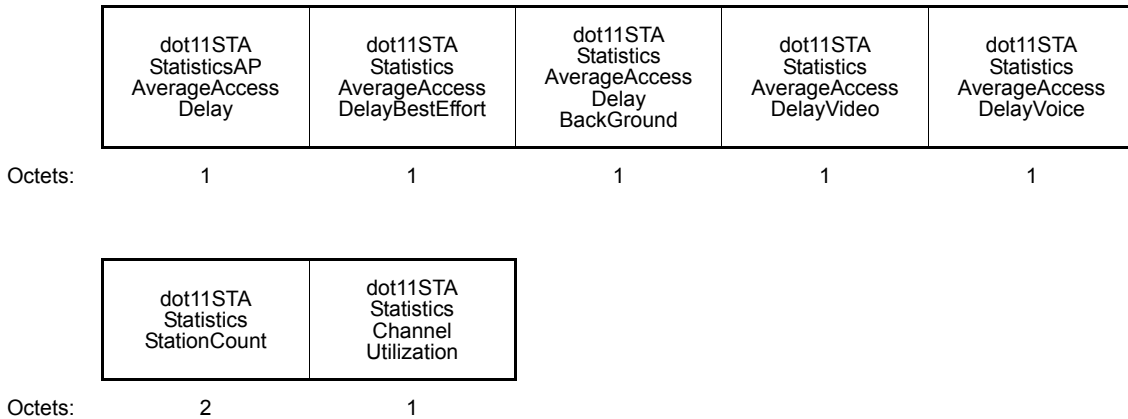 dot11STA
StatisticsAP
AverageAccess
Delay
dot11STA
Statistics
AverageAccess
DelayBestEffort
dot11STA
Statistics
AverageAccess
Delay
BackGround
dot11STA
Statistics
AverageAccess
DelayVideo
dot11STA
Statistics
AverageAccess
DelayVoice
Octets: 1 1 1 1 1
dot11STA
Statistics
StationCount
dot11STA
Statistics
Channel
Utilization
Octets: 2 1